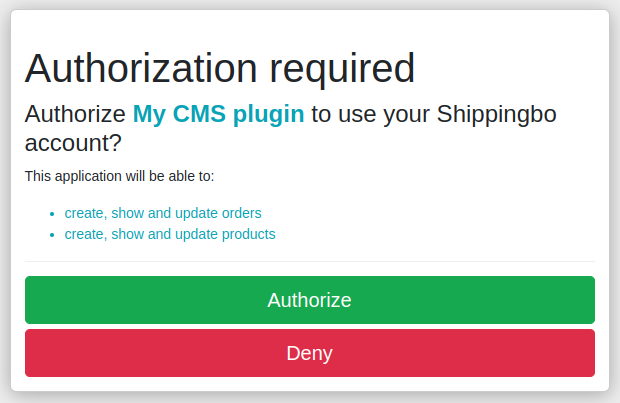 Authorization required
Authorize My CMS plugin to use your Shippingbo
account?
This application will be able to:
create, show and update orders
create, show and update products
Authorize
Deny